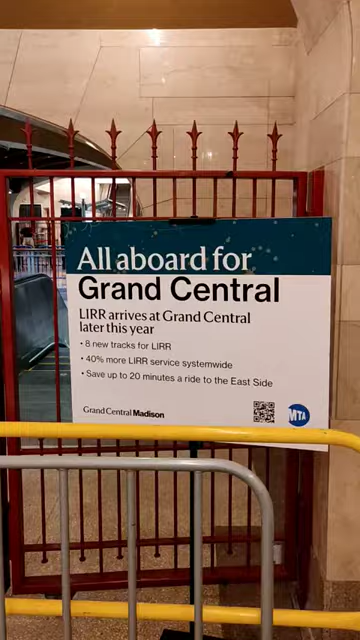 All aboard for
Grand Central
LIRR arrives at Grand Central
later this year
• 8 new tracks for LIRR
• 40% more LIRR service systemwide
• Save up to 20 minutes a ride to the East Side
Grand Central Madison
MTA